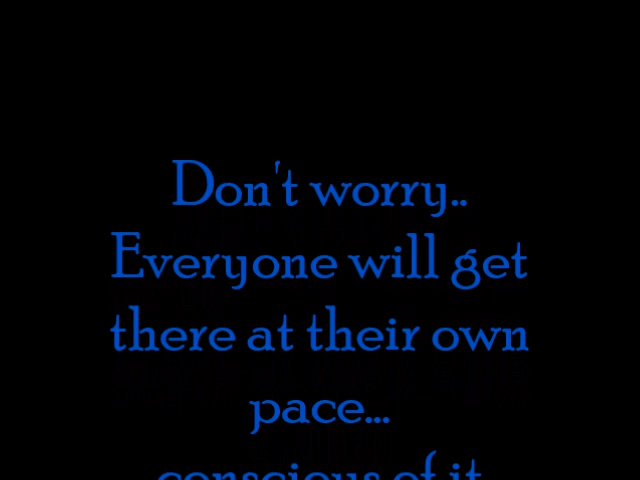 Don't worry..
Everyone will get
there at their own
pace...
conscious of it